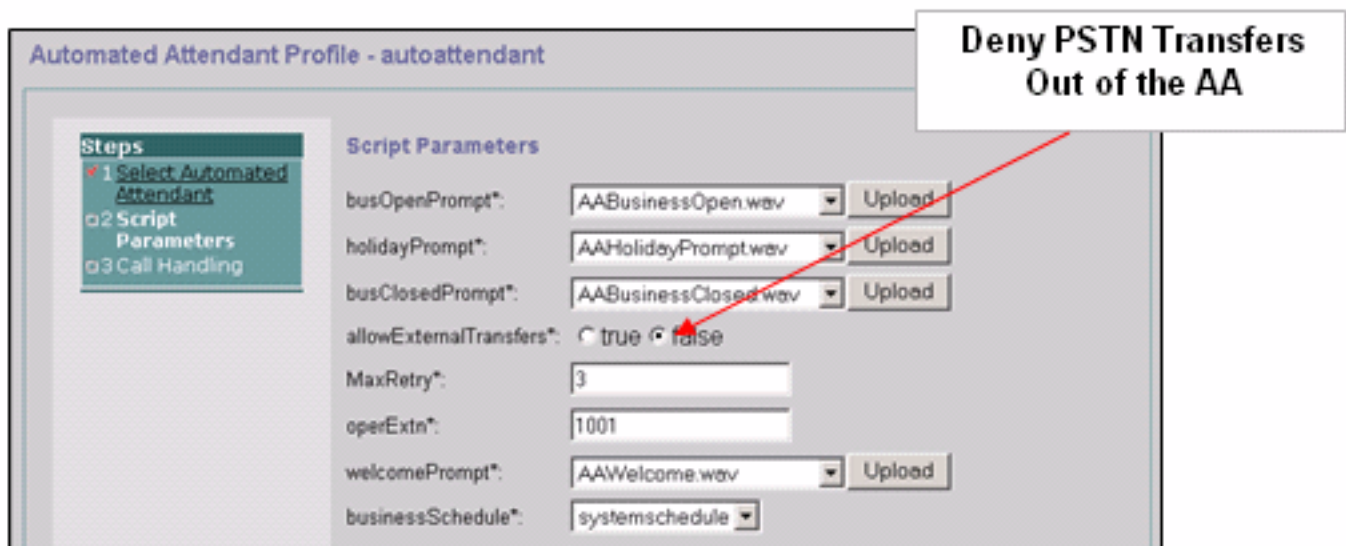 Deny PSTN Transfers
Out of the AA
Automated Attendant Profile - autoattendant
Steps
1 Select Automated
Attendant
2 Script
Parameters
3 Call Handling
Script Parameters
busOpenPrompt*: AABusinessOpen.wav Upload
holidayPrompt*: AAHolidayPrompt.wav Upload
busClosedPrompt*: AABusinessClosed.wav Upload
allowExternalTransfers*: true false
MaxRetry*: 3
operExtn*: 1001
welcomePrompt*: AAWelcome.wav Upload
businessSchedule*: systemschedule